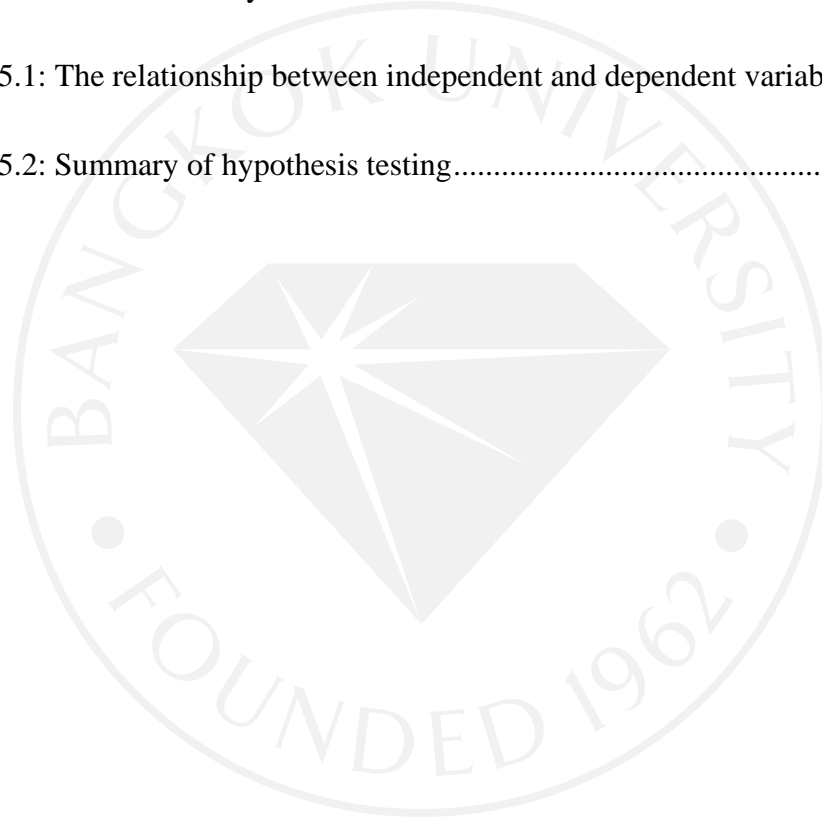 5.1: The relationship between independent and dependent variab
5.2: Summary of hypothesis testing.............................................
BANGKOK UNIVERSITY
FOUNDED 1962